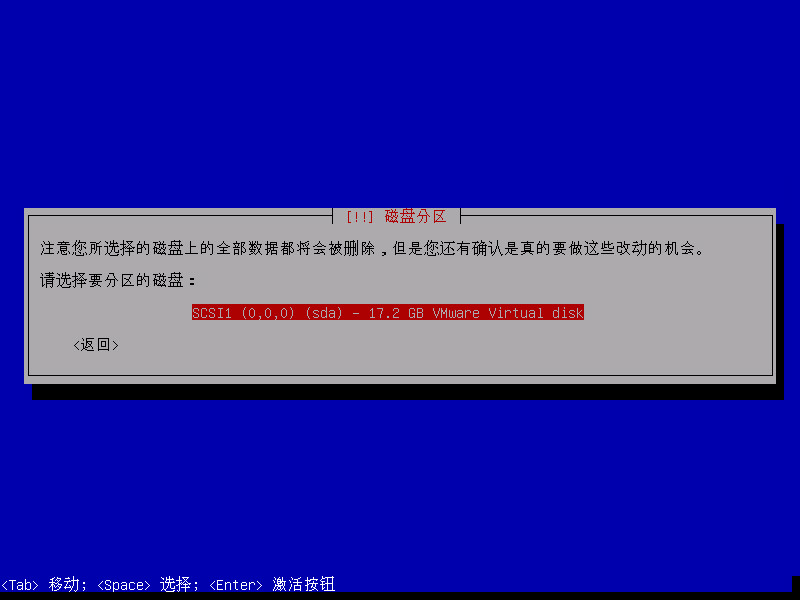 [!!] 磁盘分区
注意您所选择的磁盘上的全部数据都将会被删除，但是您还有确认是真的要做这些改动的机会。
请选择要分区的磁盘：
SCSI1 (0,0,0) (sda) - 17.2 GB VMware Virtual disk
<返回>
<Tab> 移动; <Space> 选择; <Enter> 激活按钮